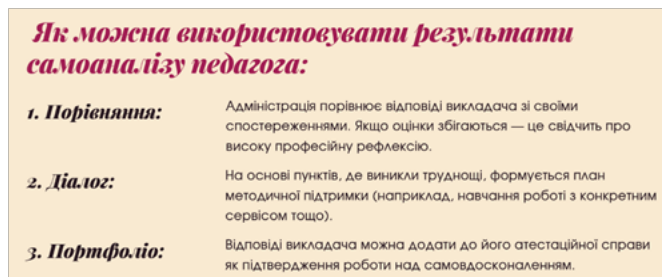 Як можна використовувати результати
самоаналізу педагога:
1. Порівняння:
Адміністрація порівнює відповіді викладача зі своїми
спостереженнями. Якщо оцінки збігаються — це свідчить про
високу професійну рефлексію.
2. Діалог:
На основі пунктів, де виникли труднощі, формується план
методичної підтримки (наприклад, навчання роботі з конкретним
сервісом тощо).
3. Портфоліо:
Відповіді викладача можна додати до його атестаційної справи
як підтвердження роботи над самовдосконаленням.